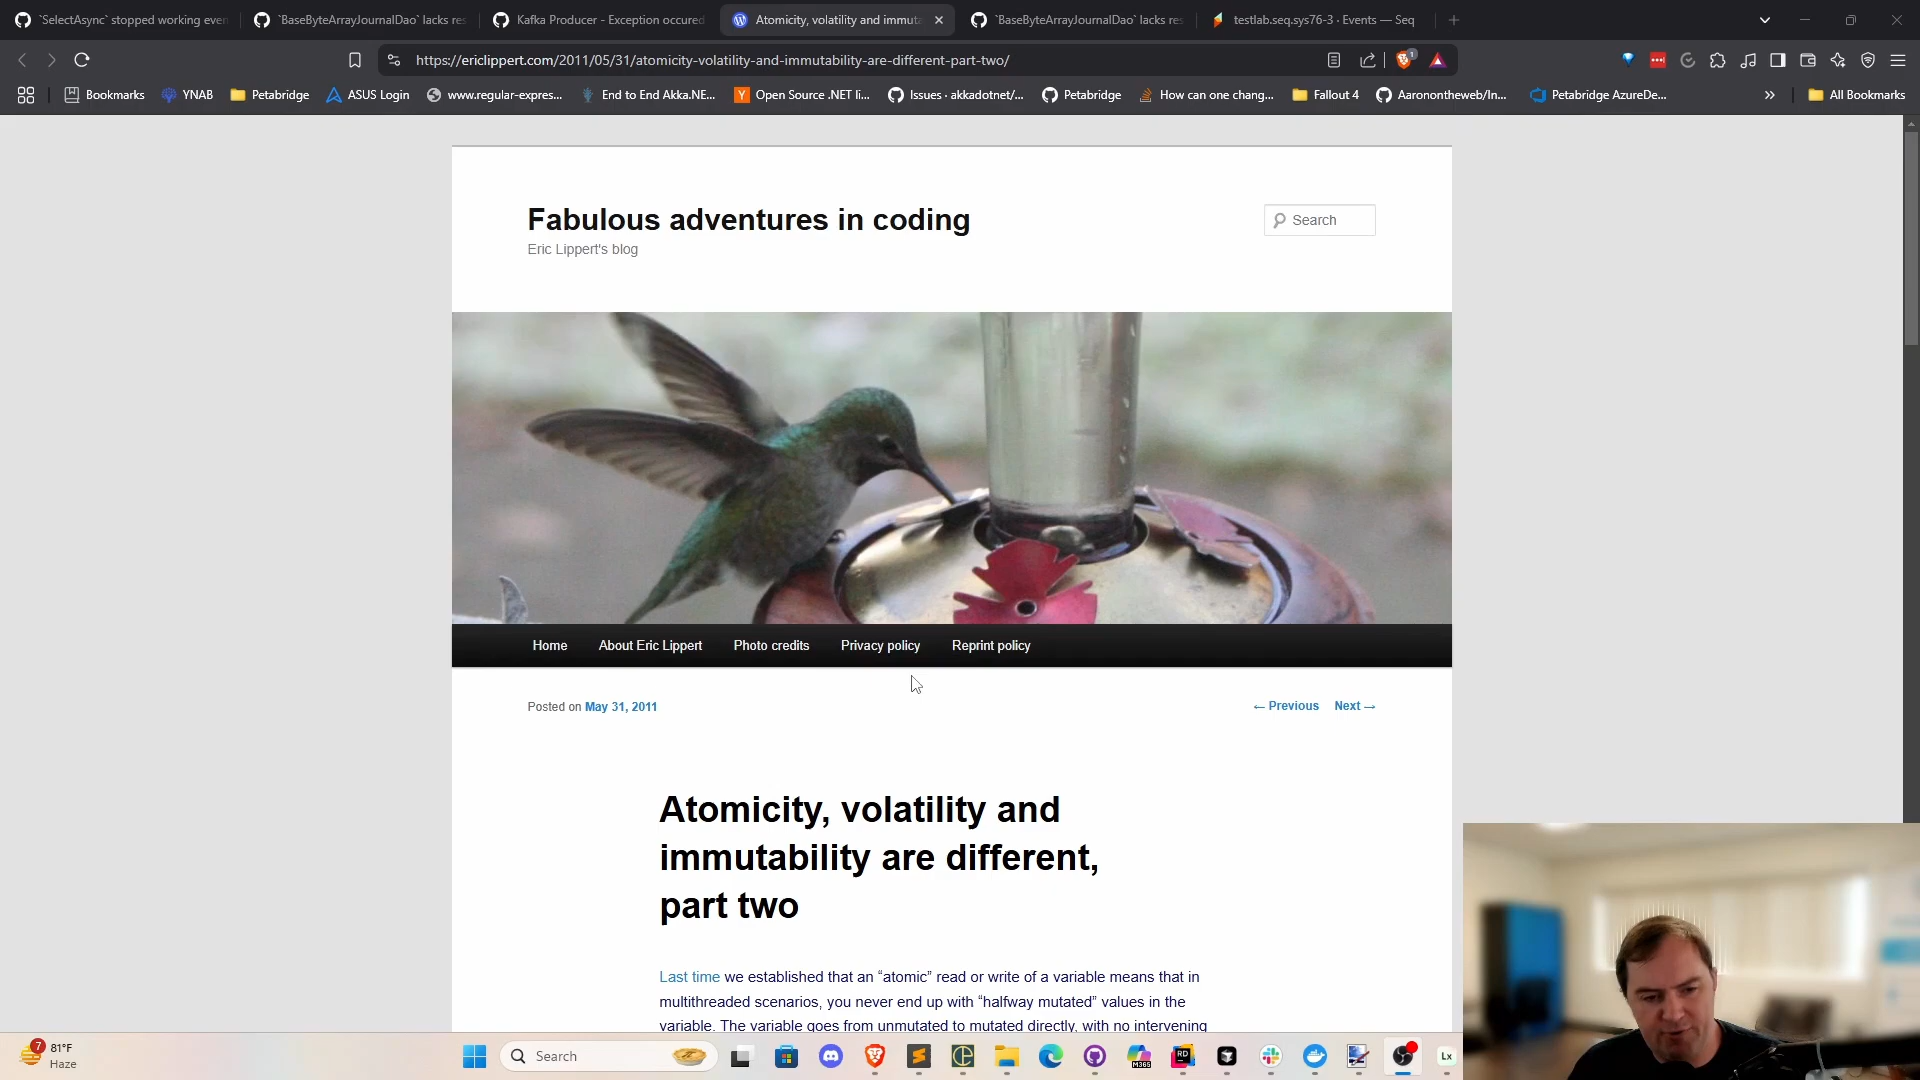 `SelectAsync` stopped working even
`BaseByteArrayJournalDao` lacks res
Kafka Producer - Exception occured
Atomicity, volatility and immuta
`BaseByteArrayJournalDao` lacks res
testlab.seq.sys76-3 · Events — Seq
https://ericlippert.com/2011/05/31/atomicity-volatility-and-immutability-are-different-part-two/
1
Bookmarks
YNAB
Petabridge
ASUS Login
www.regular-expres...
End to End Akka.NE...
Open Source .NET li...
Issues · akkadotnet/...
Petabridge
How can one chang...
Fallout 4
Aaronontheweb/In...
Petabridge AzureDe...
All Bookmarks
Fabulous adventures in coding
Eric Lippert's blog
Search
Home
About Eric Lippert
Photo credits
Privacy policy
Reprint policy
Posted on May 31, 2011
← Previous Next →
Atomicity, volatility and
immutability are different,
part two
Last time we established that an “atomic” read or write of a variable means that in
multithreaded scenarios, you never end up with “halfway mutated” values in the
variable. The variable goes from unmutated to mutated directly, with no intervening
7
81°F
Haze
Search
M365
RD
Lx